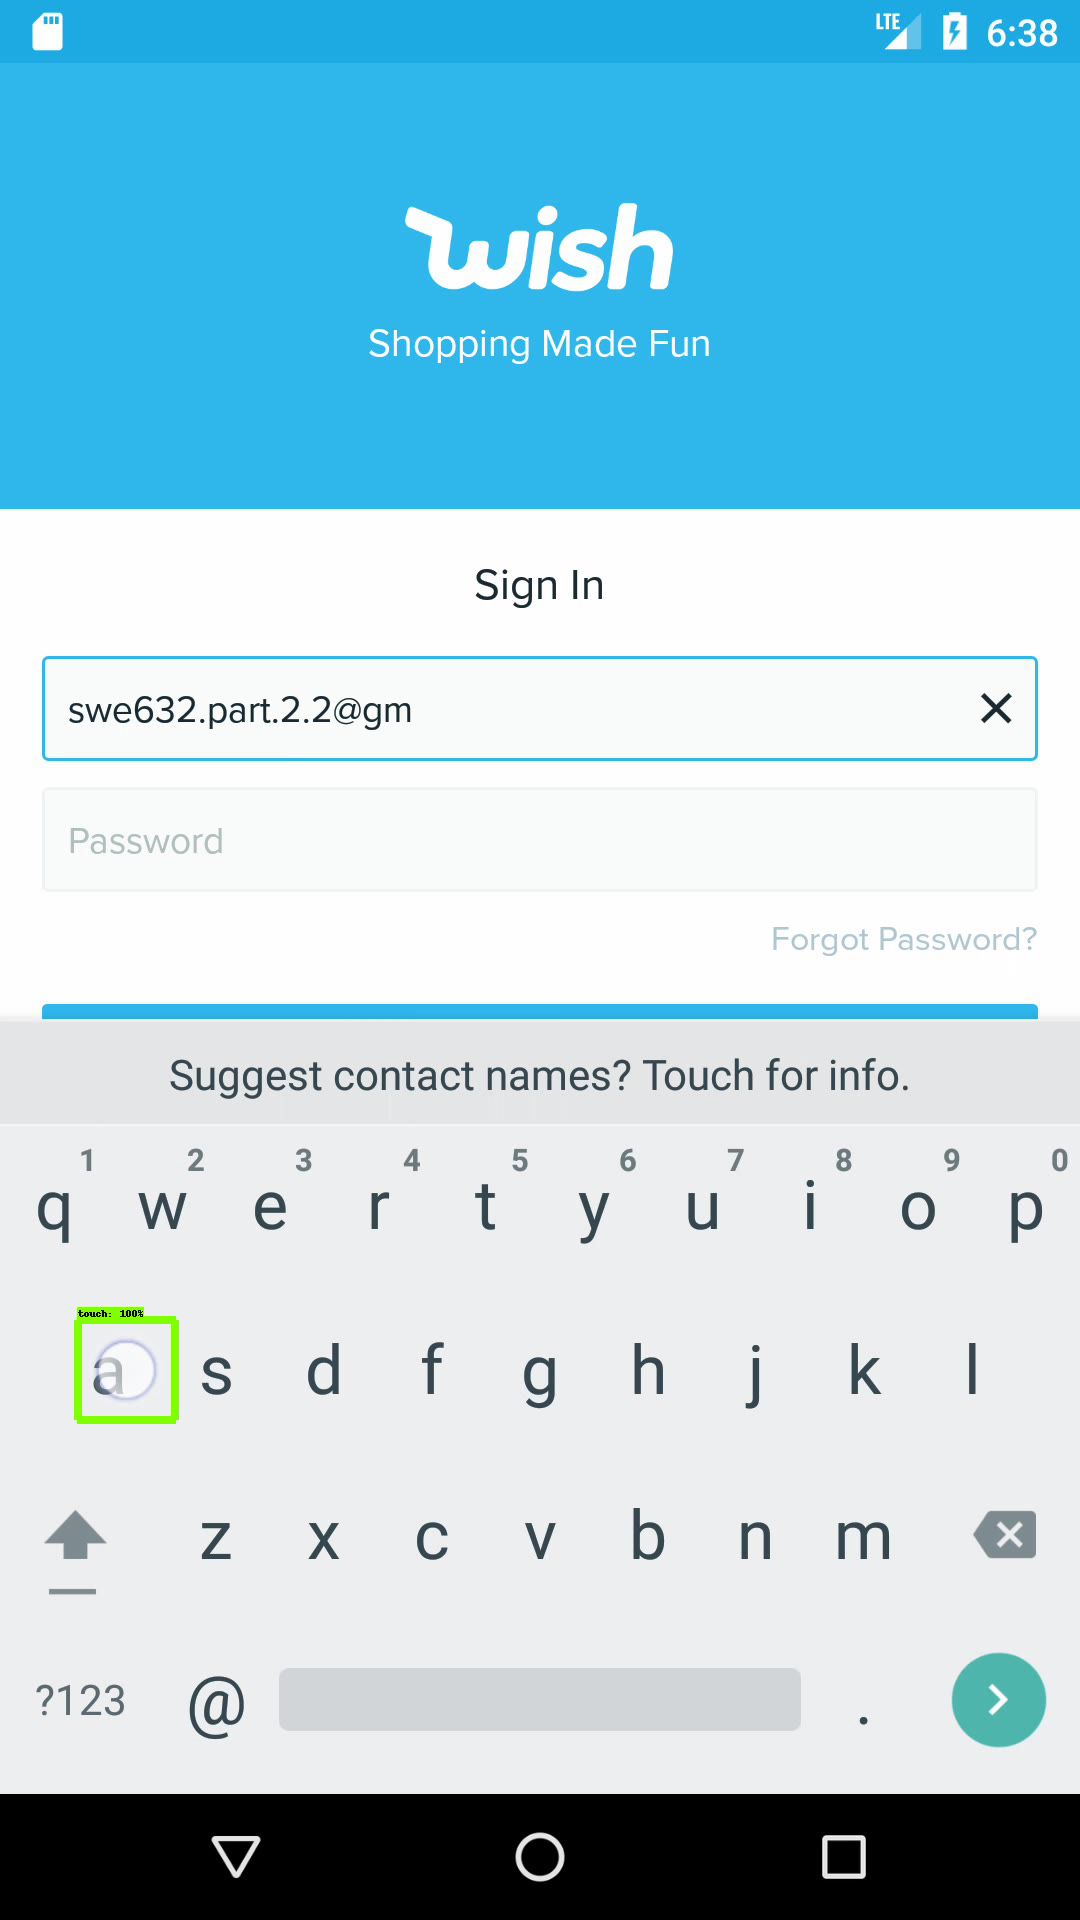 LTE 6:38
wish
Shopping Made Fun
Sign In
swe632.part.2.2@gm
Password
Forgot Password?
Suggest contact names? Touch for info.
1 2 3 4 5 6 7 8 9 0
q w e r t y u i o p
touch: 100%
a s d f g h j k l
z x c v b n m
?123 @ .